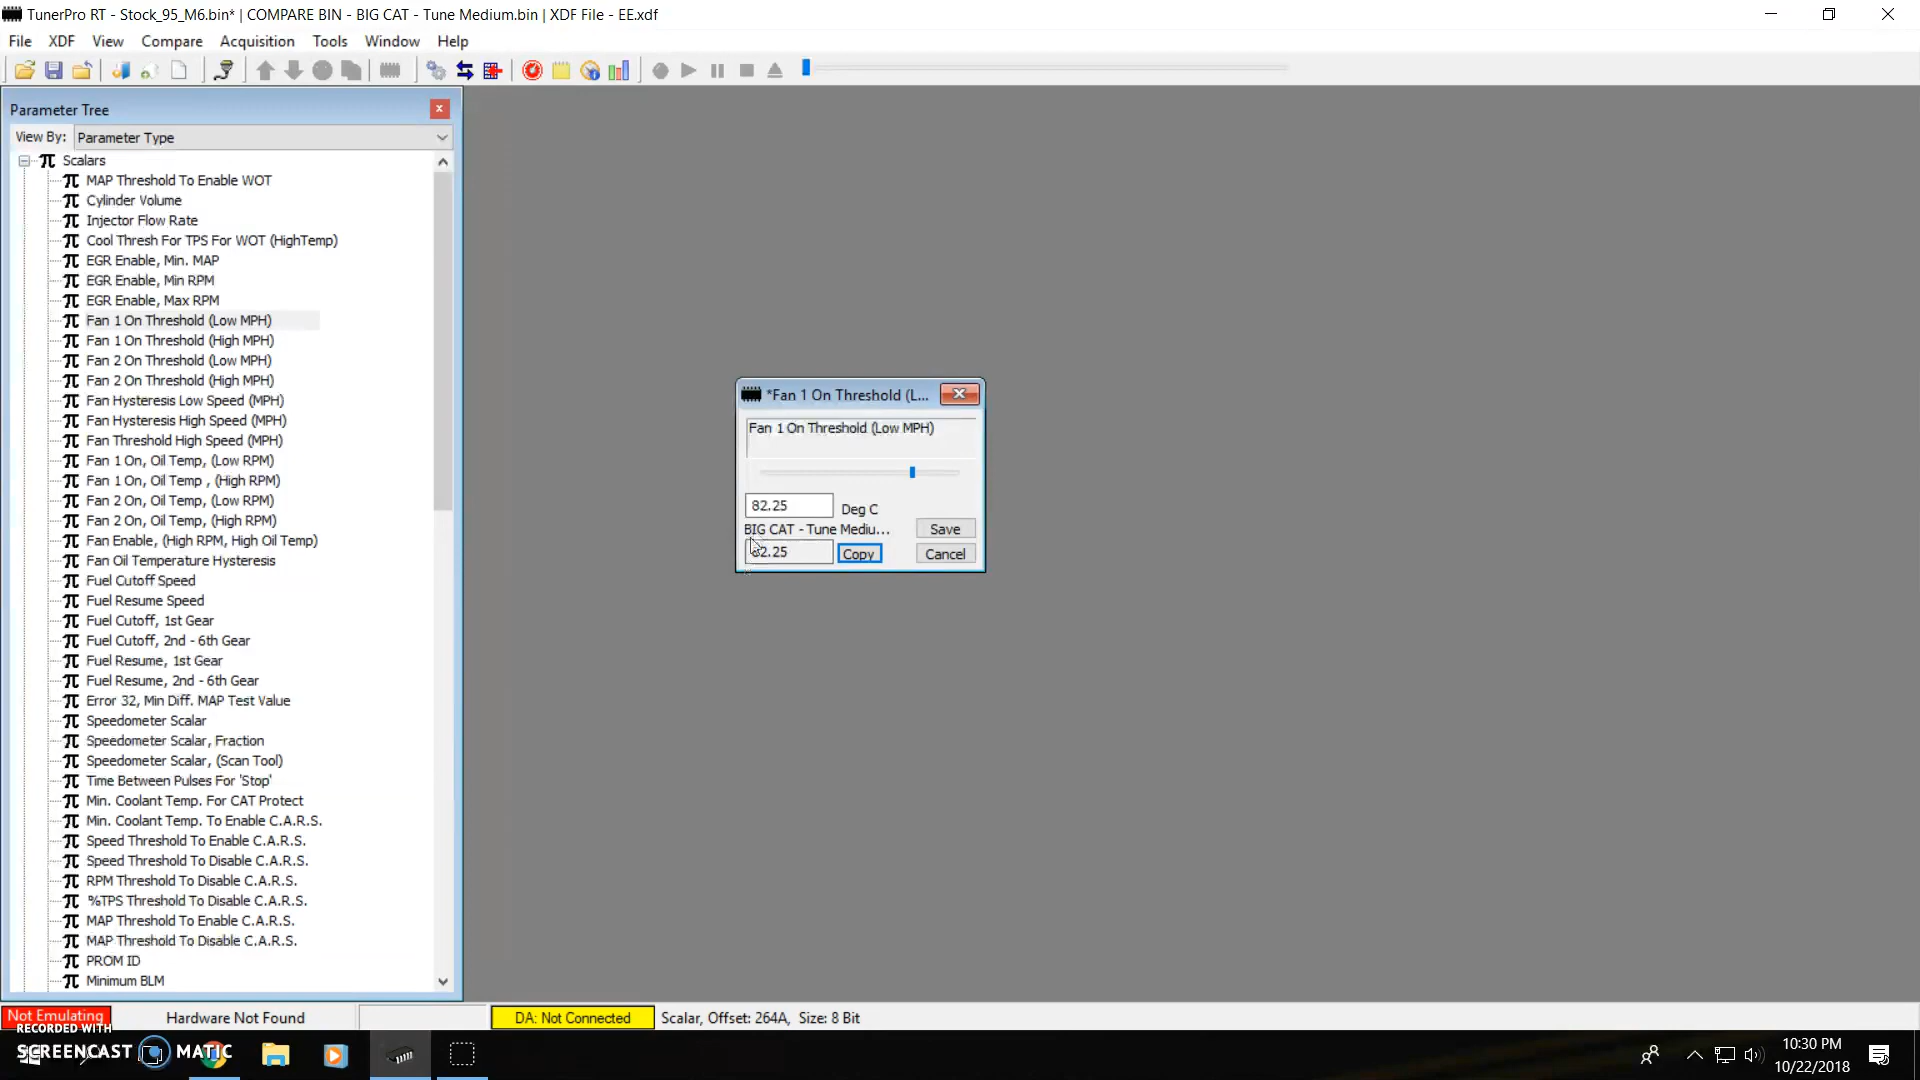 TunerPro RT - Stock_95_M6.bin* | COMPARE BIN - BIG CAT - Tune Medium.bin | XDF File - EE.xdf
File XDF View Compare Acquisition Tools Window Help
Parameter Tree
View By: Parameter Type
Scalars
MAP Threshold To Enable WOT
Cylinder Volume
Injector Flow Rate
Cool Thresh For TPS For WOT (HighTemp)
EGR Enable, Min. MAP
EGR Enable, Min RPM
EGR Enable, Max RPM
Fan 1 On Threshold (Low MPH)
Fan 1 On Threshold (High MPH)
Fan 2 On Threshold (Low MPH)
Fan 2 On Threshold (High MPH)
Fan Hysteresis Low Speed (MPH)
Fan Hysteresis High Speed (MPH)
Fan Threshold High Speed (MPH)
Fan 1 On, Oil Temp, (Low RPM)
Fan 1 On, Oil Temp , (High RPM)
Fan 2 On, Oil Temp, (Low RPM)
Fan 2 On, Oil Temp, (High RPM)
Fan Enable, (High RPM, High Oil Temp)
Fan Oil Temperature Hysteresis
Fuel Cutoff Speed
Fuel Resume Speed
Fuel Cutoff, 1st Gear
Fuel Cutoff, 2nd - 6th Gear
Fuel Resume, 1st Gear
Fuel Resume, 2nd - 6th Gear
Error 32, Min Diff. MAP Test Value
Speedometer Scalar
Speedometer Scalar, Fraction
Speedometer Scalar, (Scan Tool)
Time Between Pulses For 'Stop'
Min. Coolant Temp. For CAT Protect
Min. Coolant Temp. To Enable C.A.R.S.
Speed Threshold To Enable C.A.R.S.
Speed Threshold To Disable C.A.R.S.
RPM Threshold To Disable C.A.R.S.
%TPS Threshold To Disable C.A.R.S.
MAP Threshold To Enable C.A.R.S.
MAP Threshold To Disable C.A.R.S.
PROM ID
Minimum BLM
*Fan 1 On Threshold (L...
Fan 1 On Threshold (Low MPH)
82.25 Deg C
BIG CAT - Tune Mediu... Save
82.25 Copy Cancel
Not Emulating Hardware Not Found DA: Not Connected Scalar, Offset: 264A, Size: 8 Bit
RECORDED WITH
SCREENCAST MATIC
10:30 PM
10/22/2018